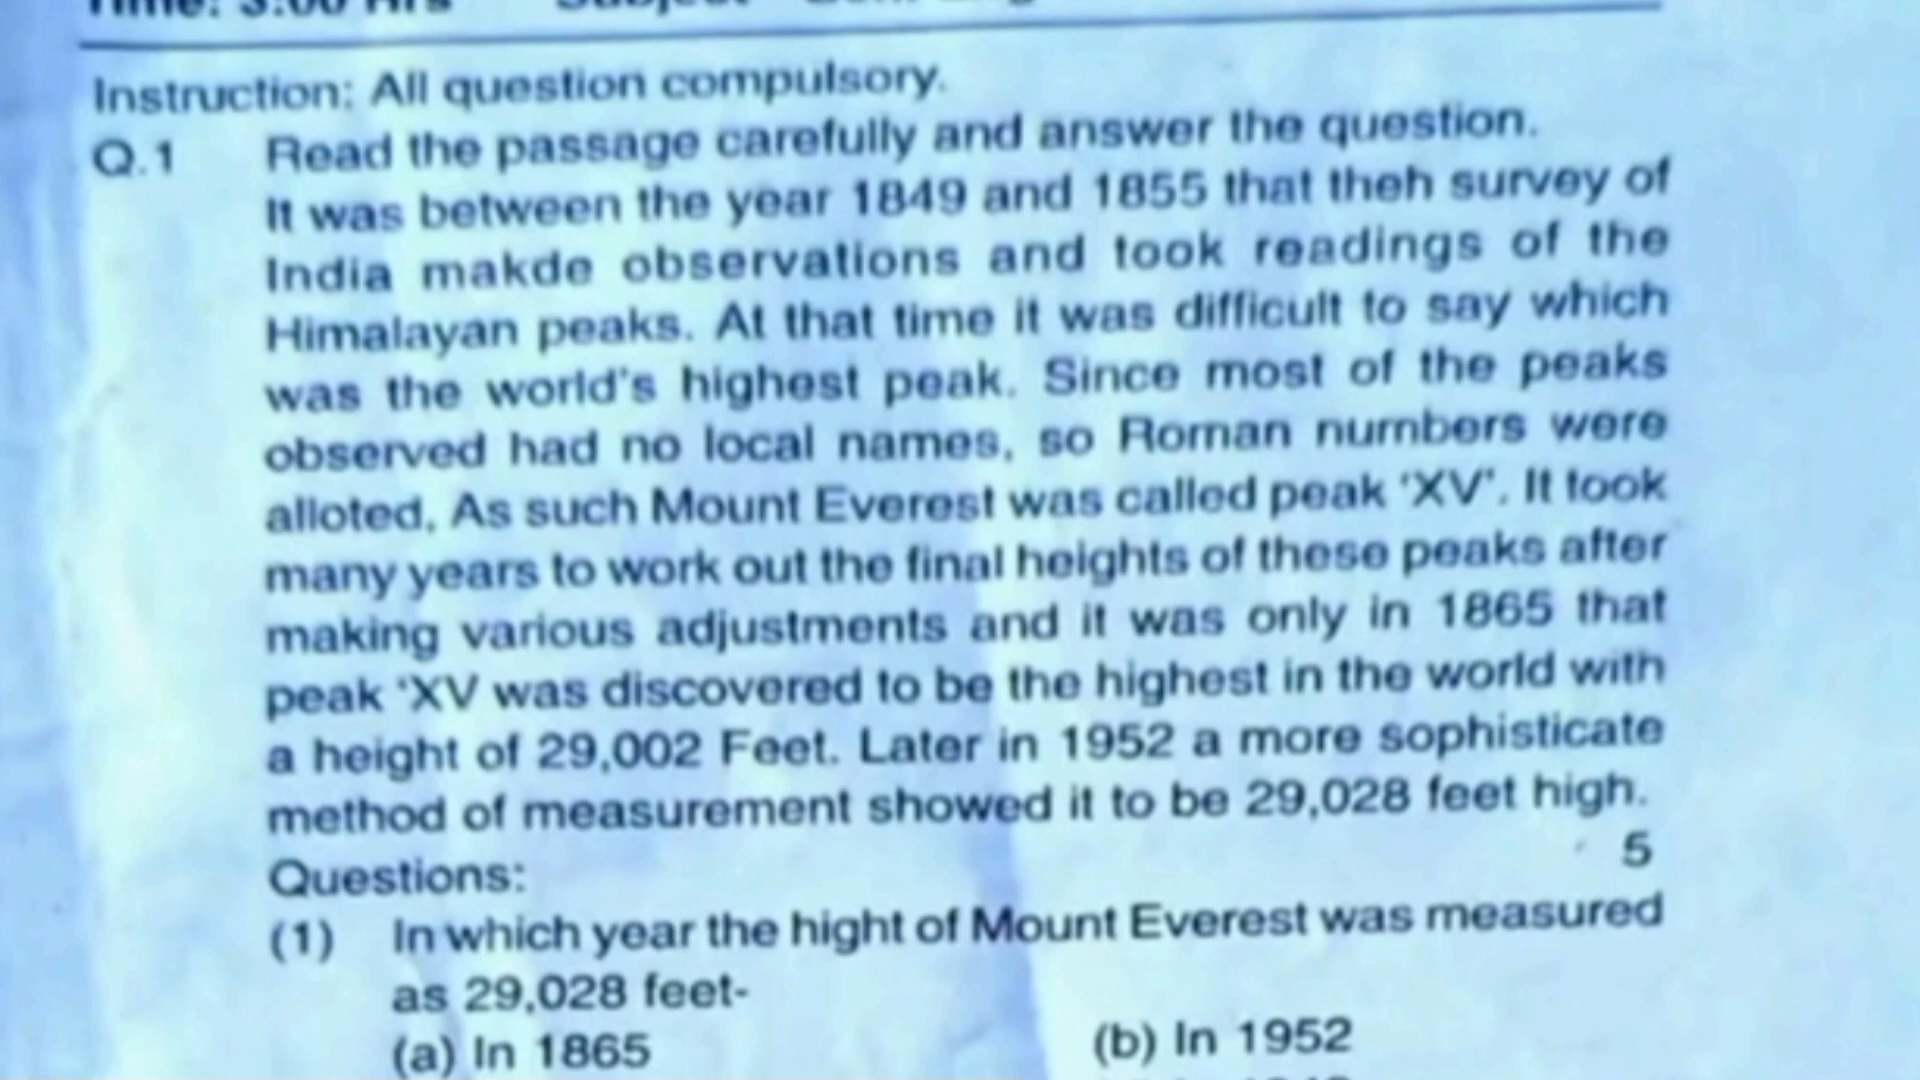 Time: 3:00 Hrs
Instruction: All question compulsory.
Q.1 Read the passage carefully and answer the question.
It was between the year 1849 and 1855 that theh survey of
India makde observations and took readings of the
Himalayan peaks. At that time it was difficult to say which
was the world's highest peak. Since most of the peaks
observed had no local names, so Roman numbers were
alloted, As such Mount Everest was called peak 'XV'. It took
many years to work out the final heights of these peaks after
making various adjustments and it was only in 1865 that
peak 'XV was discovered to be the highest in the world with
a height of 29,002 Feet. Later in 1952 a more sophisticate
method of measurement showed it to be 29,028 feet high.
5
Questions:
(1) In which year the hight of Mount Everest was measured
as 29,028 feet-
(a) In 1865 (b) In 1952